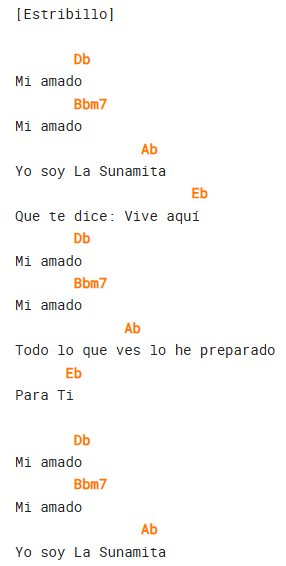 [Estribillo]

       Db
Mi amado
       Bbm7
Mi amado
               Ab
Yo soy La Sunamita
                     Eb
Que te dice: Vive aquí
       Db
Mi amado
       Bbm7
Mi amado
             Ab
Todo lo que ves lo he preparado
      Eb
Para Ti

       Db
Mi amado
       Bbm7
Mi amado
               Ab
Yo soy La Sunamita